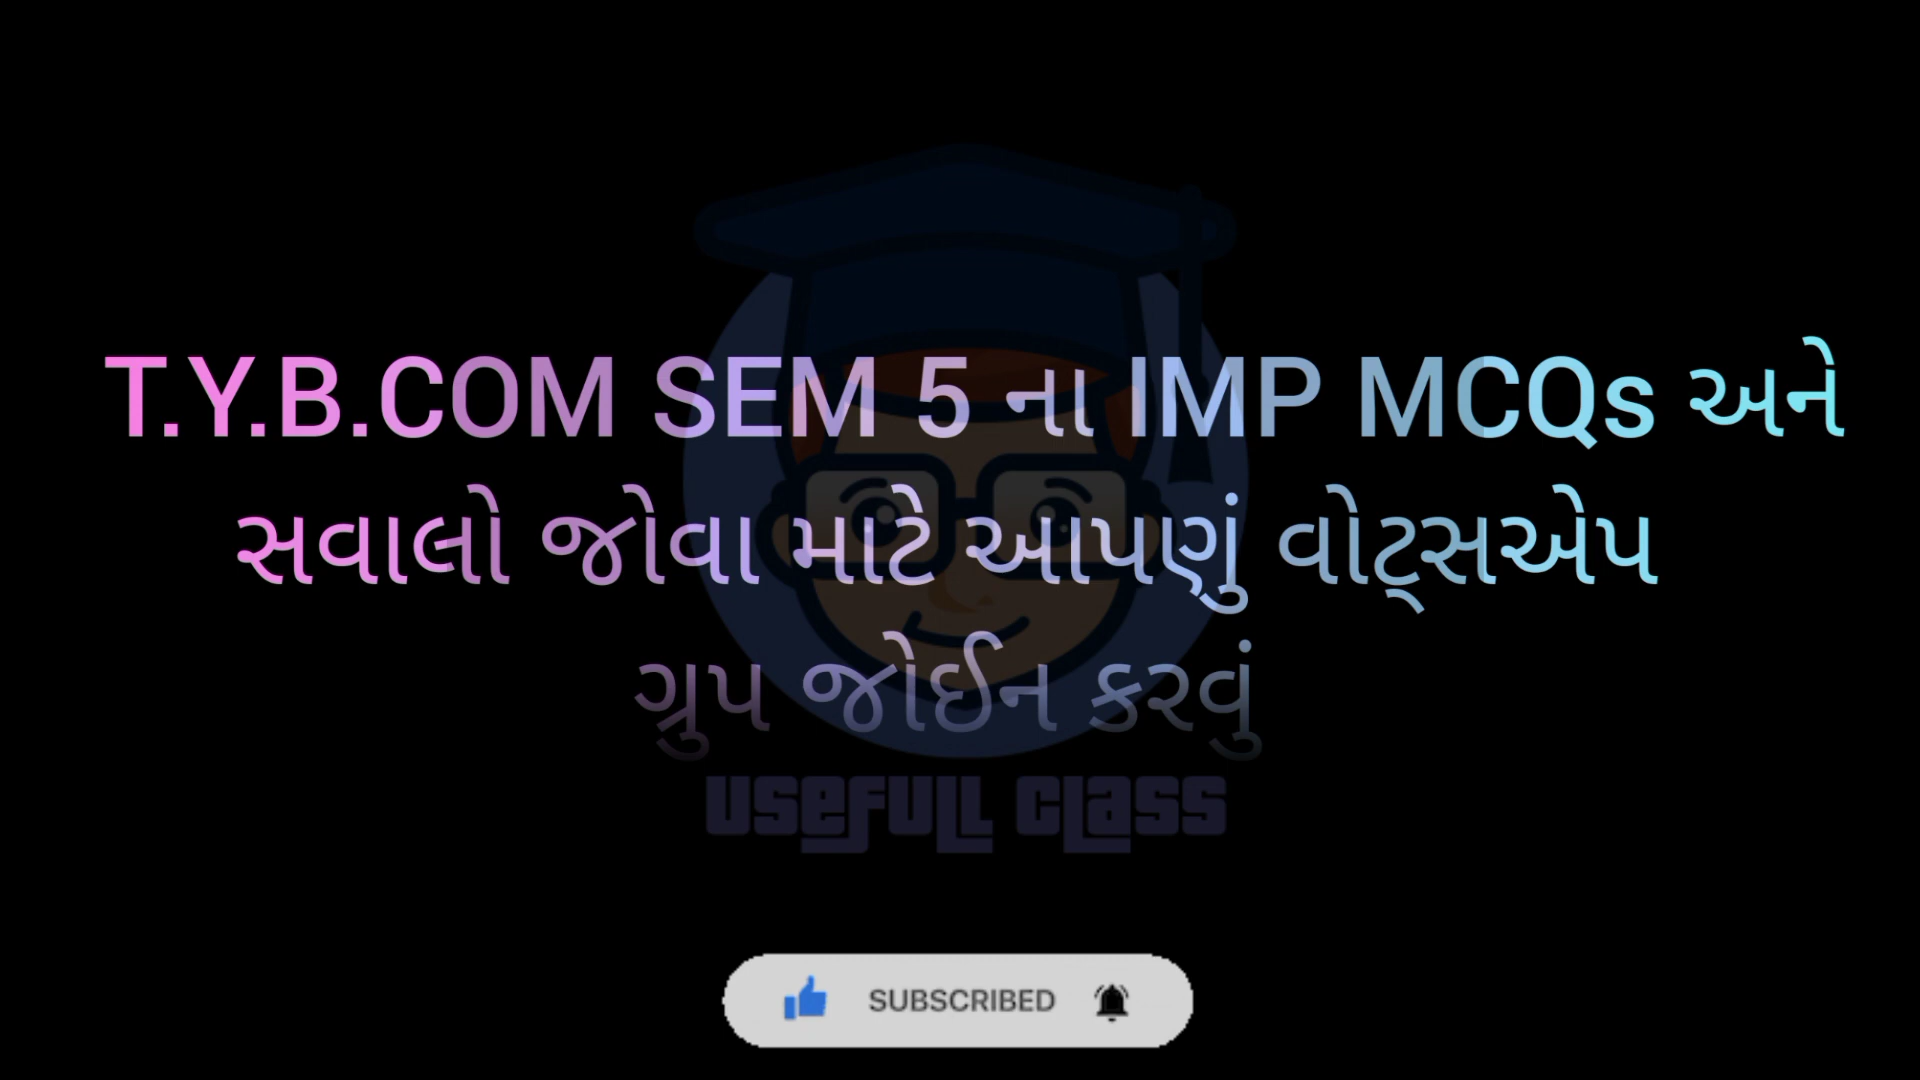 T.Y.B.COM SEM 5 ના IMP MCQs અને
સવાલો જોવા માટે આપણું વોટ્સએપ
ગ્રુપ જોઈન કરવું
USEFULL CLASS
SUBSCRIBED